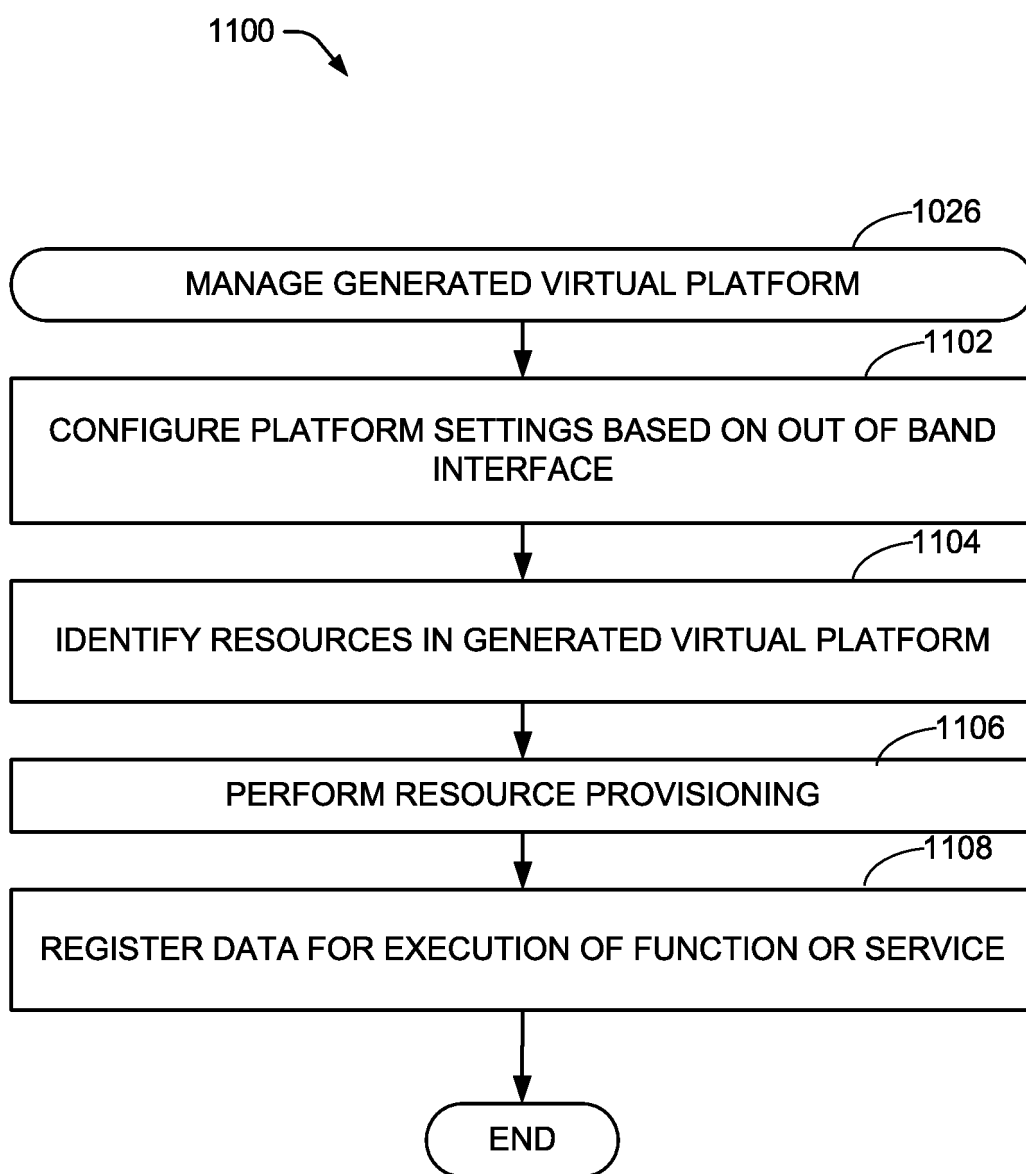 1100
1026
MANAGE GENERATED VIRTUAL PLATFORM
1102
CONFIGURE PLATFORM SETTINGS BASED ON OUT OF BAND
INTERFACE
1104
IDENTIFY RESOURCES IN GENERATED VIRTUAL PLATFORM
1106
PERFORM RESOURCE PROVISIONING
1108
REGISTER DATA FOR EXECUTION OF FUNCTION OR SERVICE
END